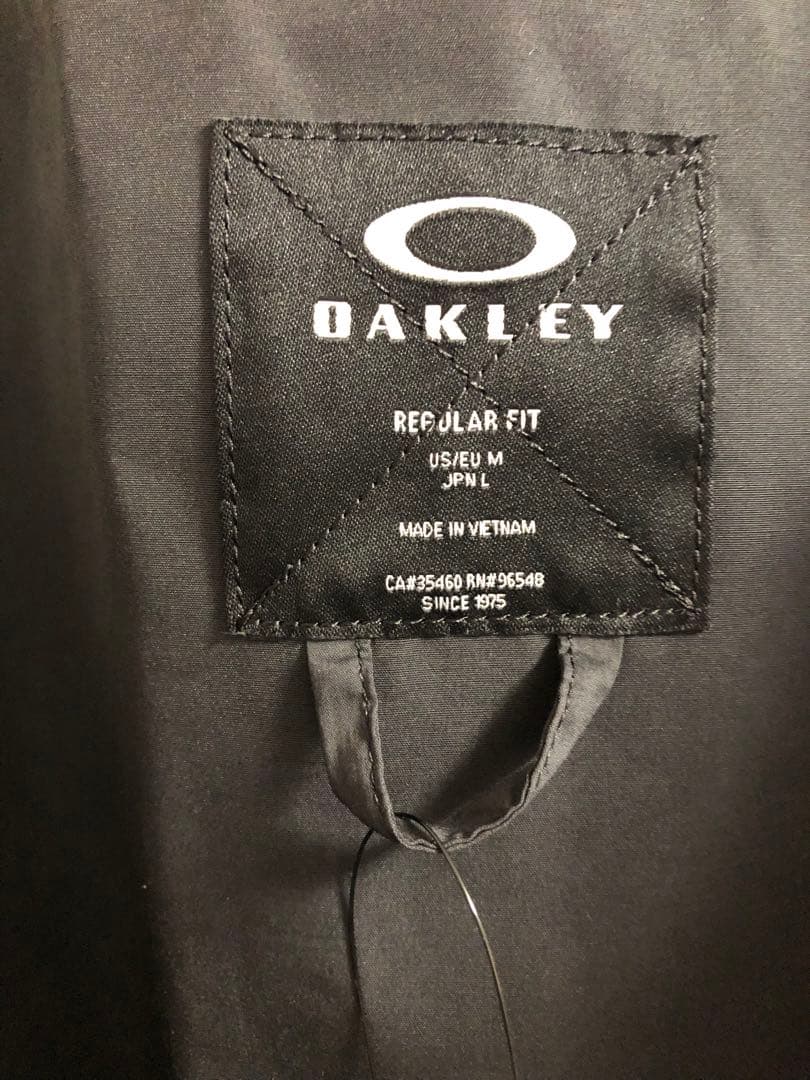 OAKLEY
REGULAR FIT
US/EU M
JPN L
MADE IN VIETNAM
CA#35460 RN#96548
SINCE 1975